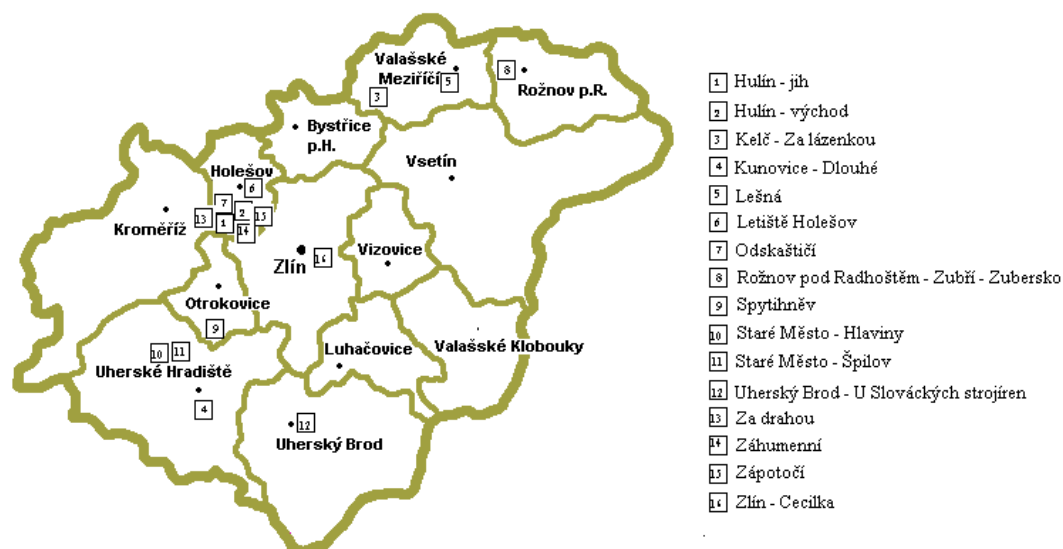 Valašské
Meziříčí
5
3
8
Rožnov p.R.
Bystřice
p.H.
Vsetín
Holešov
6
7
2
15
13
1
14
Kroměříž
Zlín
16
Vizovice
Otrokovice
9
10
11
Uherské Hradiště
4
Luhačovice
Valašské Klobouky
12
Uherský Brod
1 Hulín - jih
2 Hulín - východ
3 Kelč - Za lázenkou
4 Kunovice - Dlouhé
5 Lešná
6 Letiště Holešov
7 Odskaštičí
8 Rožnov pod Radhoštěm - Zubří - Zubersko
9 Spytihněv
10 Staré Město - Hlaviny
11 Staré Město - Špilov
12 Uherský Brod - U Slováckých strojíren
13 Za drahou
14 Záhumenní
15 Zápotočí
16 Zlín - Cecilka